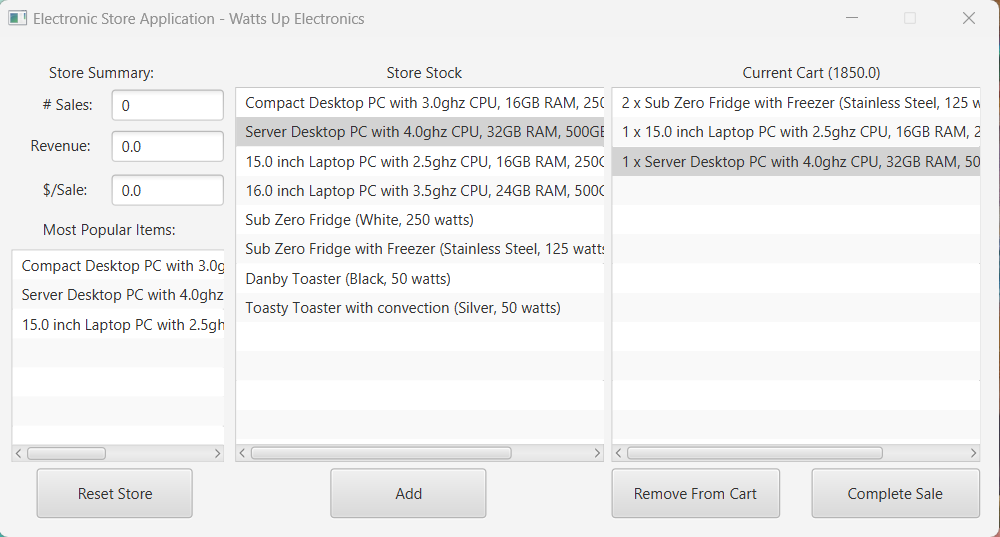 Electronic Store Application - Watts Up Electronics
Store Summary:
# Sales: 0
Revenue: 0.0
$/Sale: 0.0
Most Popular Items:
Compact Desktop PC with 3.0g
Server Desktop PC with 4.0ghz
15.0 inch Laptop PC with 2.5gh
Reset Store
Store Stock
Compact Desktop PC with 3.0ghz CPU, 16GB RAM, 250
Server Desktop PC with 4.0ghz CPU, 32GB RAM, 500GE
15.0 inch Laptop PC with 2.5ghz CPU, 16GB RAM, 250G
16.0 inch Laptop PC with 3.5ghz CPU, 24GB RAM, 500G
Sub Zero Fridge (White, 250 watts)
Sub Zero Fridge with Freezer (Stainless Steel, 125 watts
Danby Toaster (Black, 50 watts)
Toasty Toaster with convection (Silver, 50 watts)
Add
Current Cart (1850.0)
2 x Sub Zero Fridge with Freezer (Stainless Steel, 125 w
1 x 15.0 inch Laptop PC with 2.5ghz CPU, 16GB RAM, 2
1 x Server Desktop PC with 4.0ghz CPU, 32GB RAM, 50
Remove From Cart
Complete Sale